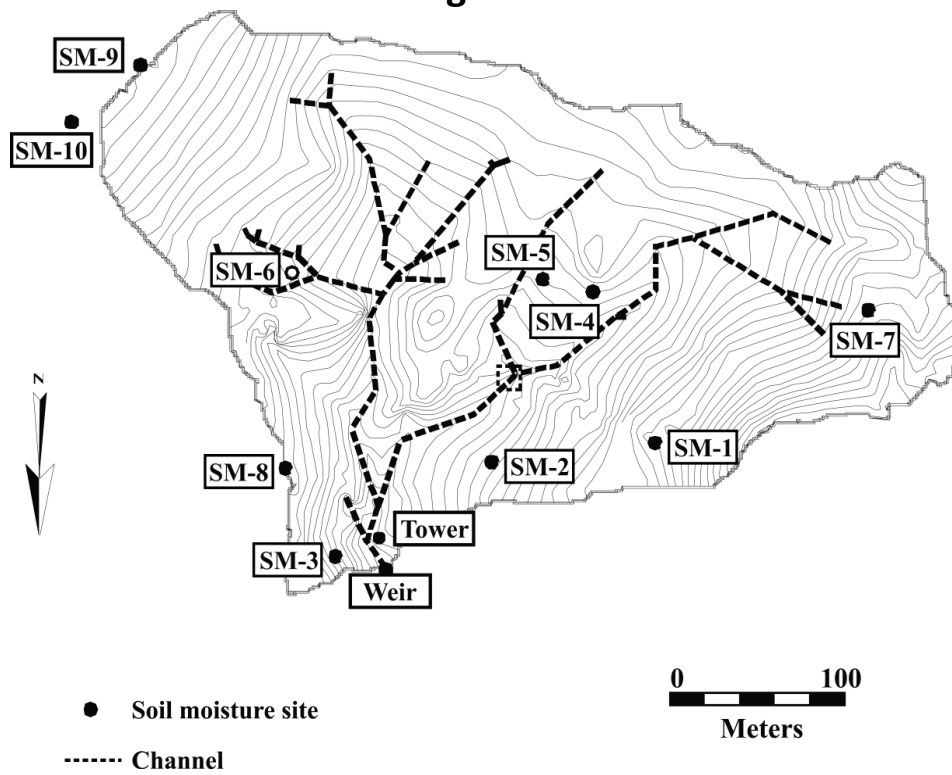 g
SM-9
SM-10
SM-5
SM-6
SM-4
SM-7
N
SM-1
SM-2
SM-8
Tower
SM-3
Weir
0 100
Meters
Soil moisture site
Channel